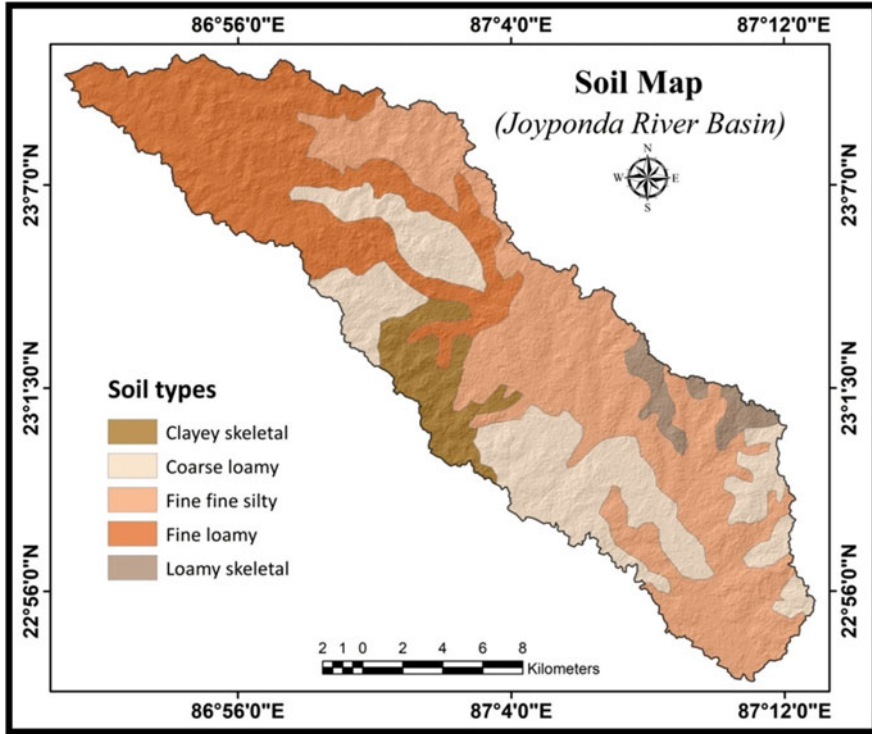 86°56'0"E 87°4'0"E 87°12'0"E
Soil Map
(Joyponda River Basin)
N
W E
S
23°7'0"N 23°7'0"N
23°1'30"N 23°1'30"N
22°56'0"N 22°56'0"N
Soil types
Clayey skeletal
Coarse loamy
Fine fine silty
Fine loamy
Loamy skeletal
2 1 0 2 4 6 8
Kilometers
86°56'0"E 87°4'0"E 87°12'0"E